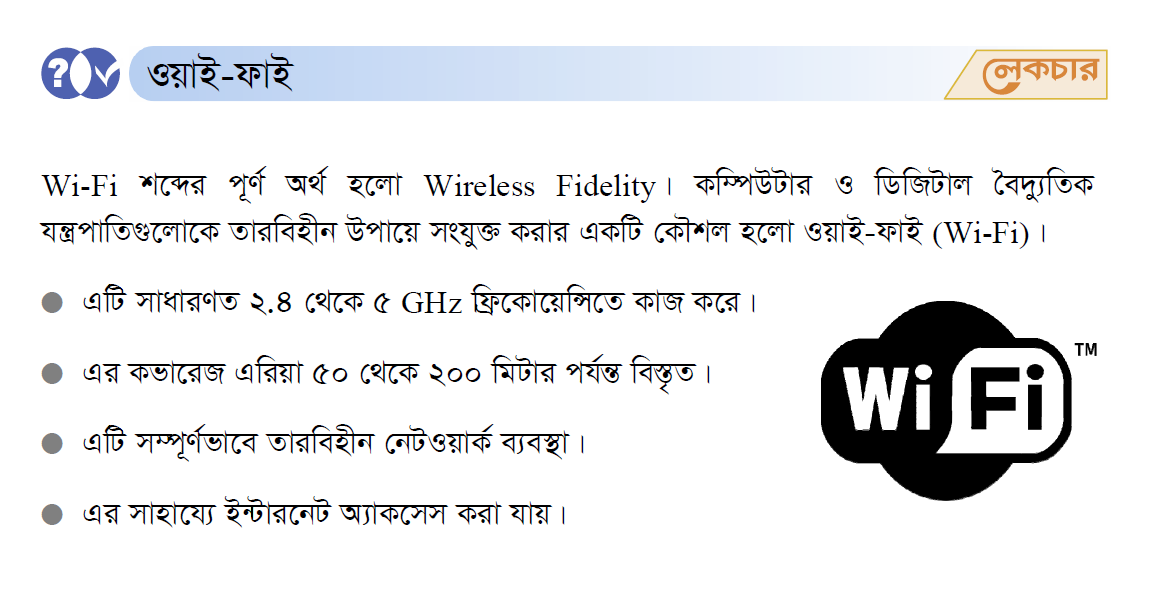 ওয়াই-ফাই
লেকচার
Wi-Fi শব্দের পূর্ণ অর্থ হলো Wireless Fidelity। কম্পিউটার ও ডিজিটাল বৈদ্যুতিক
যন্ত্রপাতিগুলোকে তারবিহীন উপায়ে সংযুক্ত করার একটি কৌশল হলো ওয়াই-ফাই (Wi-Fi)।
এটি সাধারণত ২.৪ থেকে ৫ GHz ফ্রিকোয়েন্সিতে কাজ করে।
এর কভারেজ এরিয়া ৫০ থেকে ২০০ মিটার পর্যন্ত বিস্তৃত।
এটি সম্পূর্ণভাবে তারবিহীন নেটওয়ার্ক ব্যবস্থা।
এর সাহায্যে ইন্টারনেট অ্যাকসেস করা যায়।
Wi Fi ™